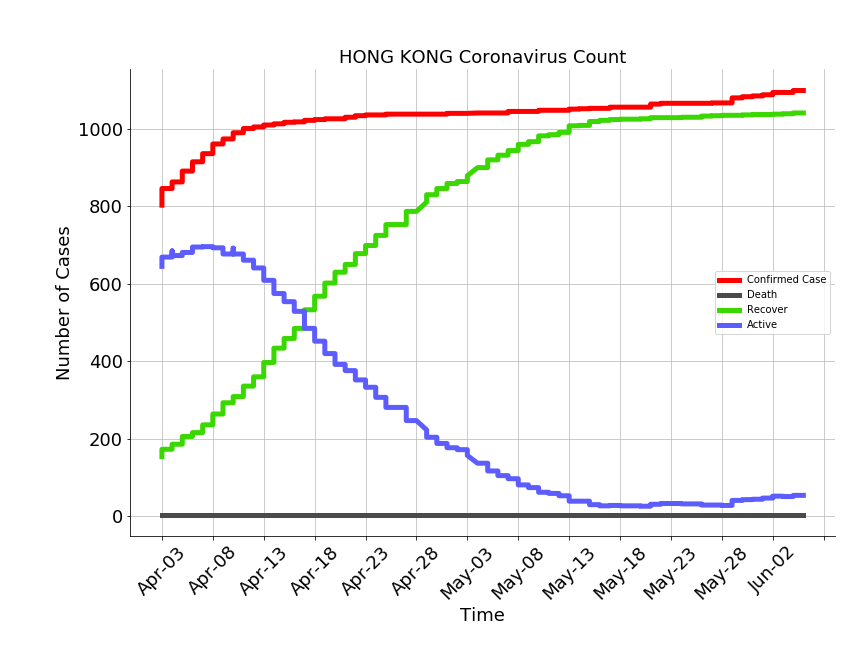 HONG KONG Coronavirus Count
Number of Cases
1000
800
600
400
200
0
Confirmed Case
Death
Recover
Active
Apr-03
Apr-08
Apr-13
Apr-18
Apr-23
Apr-28
May-03
May-08
May-13
May-18
May-23
May-28
Jun-02
Time